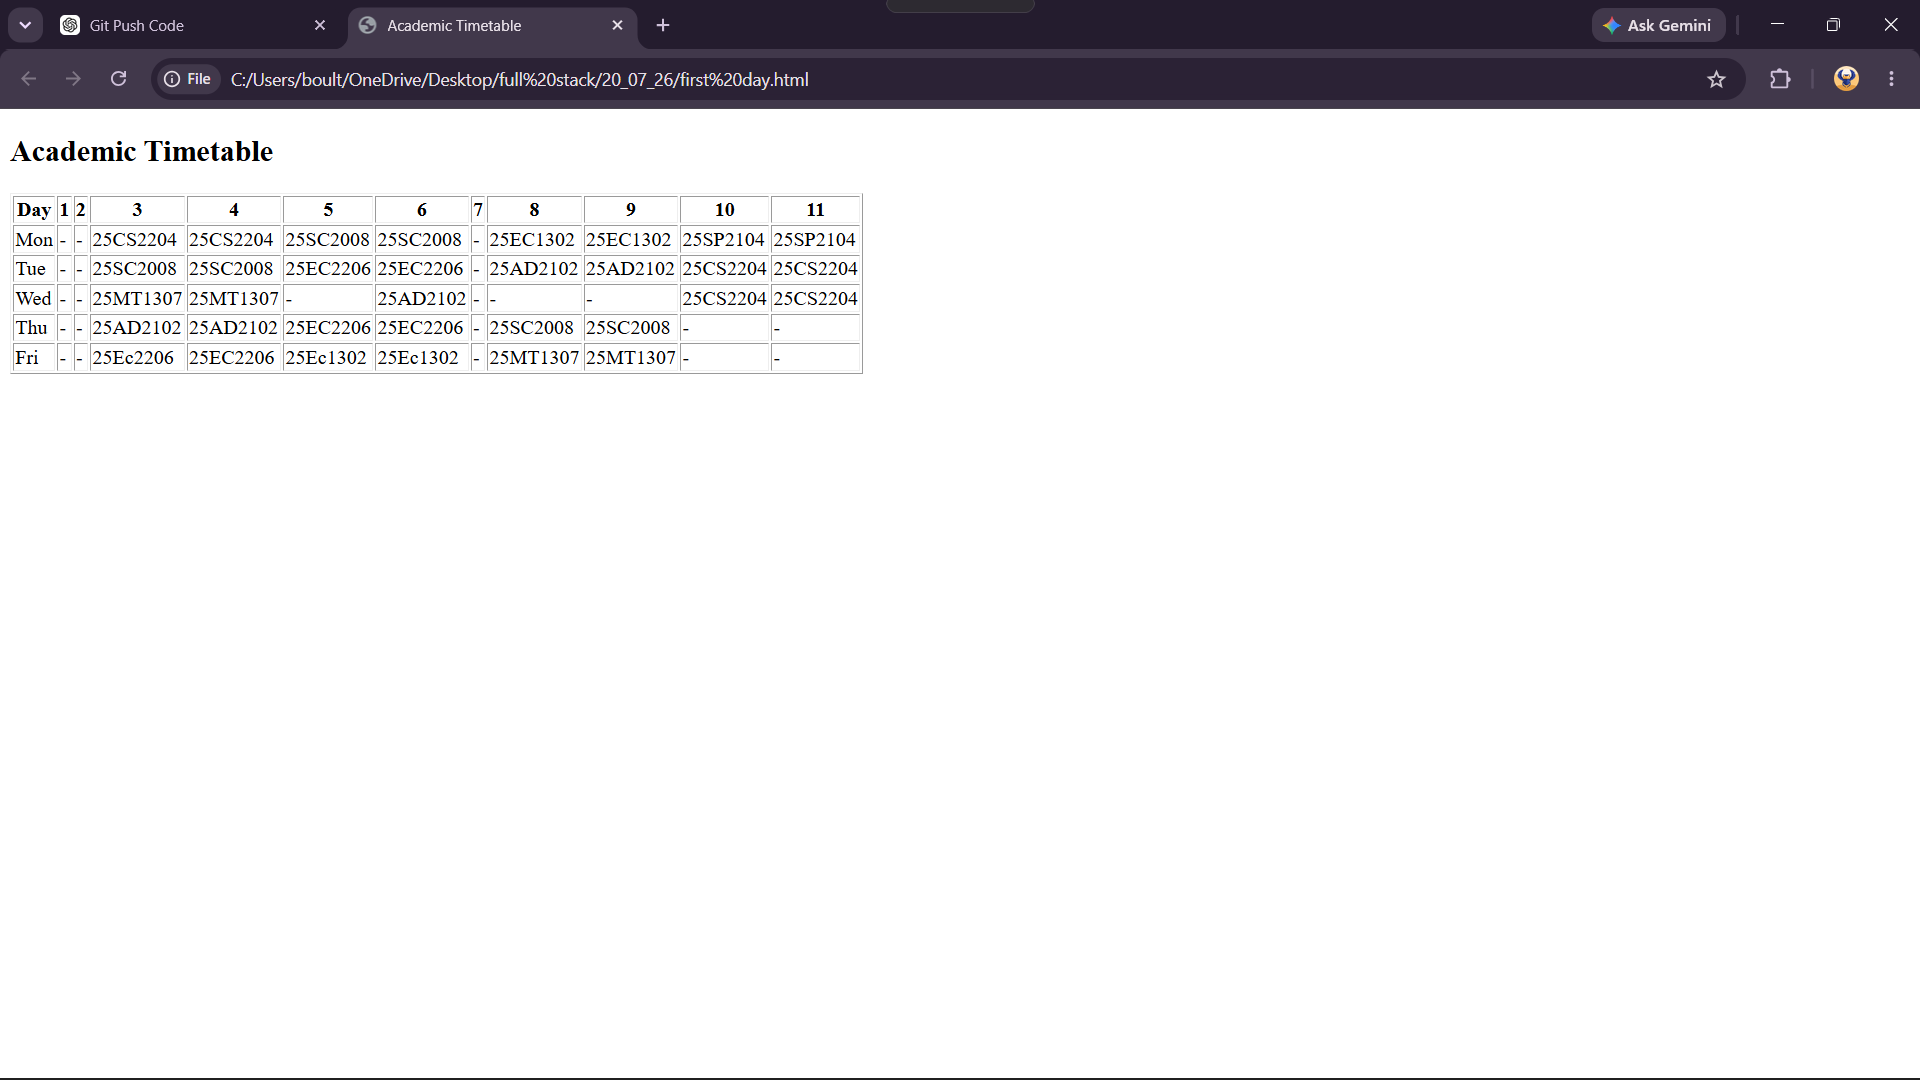 Git Push Code
Academic Timetable
Ask Gemini
File
C:/Users/boult/OneDrive/Desktop/full%20stack/20_07_26/first%20day.html
Academic Timetable
Day 1 2 3 4 5 6 7 8 9 10 11
Mon - - 25CS2204 25CS2204 25SC2008 25SC2008 - 25EC1302 25EC1302 25SP2104 25SP2104
Tue - - 25SC2008 25SC2008 25EC2206 25EC2206 - 25AD2102 25AD2102 25CS2204 25CS2204
Wed - - 25MT1307 25MT1307 - 25AD2102 - - - 25CS2204 25CS2204
Thu - - 25AD2102 25AD2102 25EC2206 25EC2206 - 25SC2008 25SC2008 - -
Fri - - 25Ec2206 25EC2206 25Ec1302 25Ec1302 - 25MT1307 25MT1307 - -